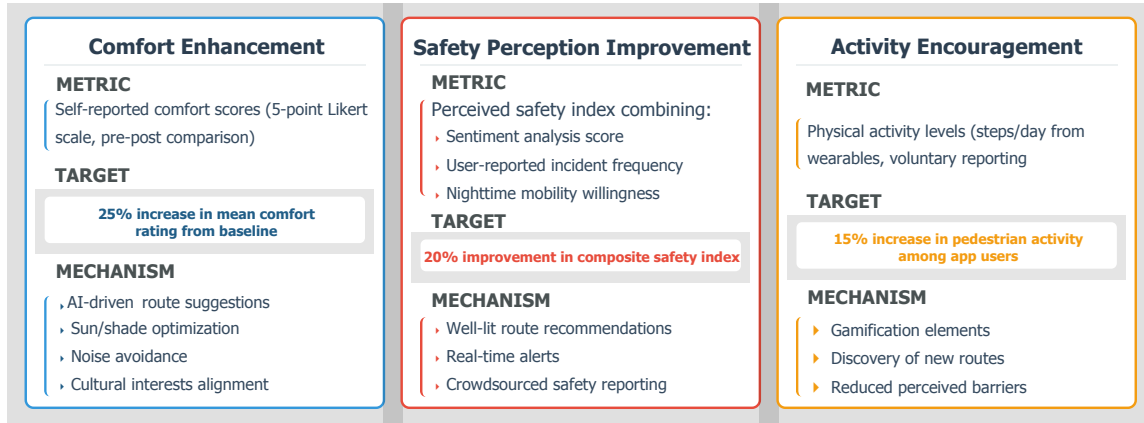 Comfort Enhancement
METRIC
Self-reported comfort scores (5-point Likert
scale, pre-post comparison)
TARGET
25% increase in mean comfort
rating from baseline
MECHANISM
AI-driven route suggestions
Sun/shade optimization
Noise avoidance
Cultural interests alignment
Safety Perception Improvement
METRIC
Perceived safety index combining:
Sentiment analysis score
User-reported incident frequency
Nighttime mobility willingness
TARGET
20% improvement in composite safety index
MECHANISM
Well-lit route recommendations
Real-time alerts
Crowdsourced safety reporting
Activity Encouragement
METRIC
Physical activity levels (steps/day from
wearables, voluntary reporting
TARGET
15% increase in pedestrian activity
among app users
MECHANISM
Gamification elements
Discovery of new routes
Reduced perceived barriers